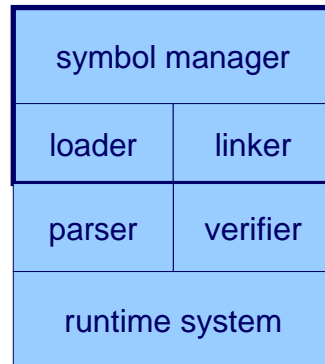 symbol manager
loader linker
parser verifier
runtime system